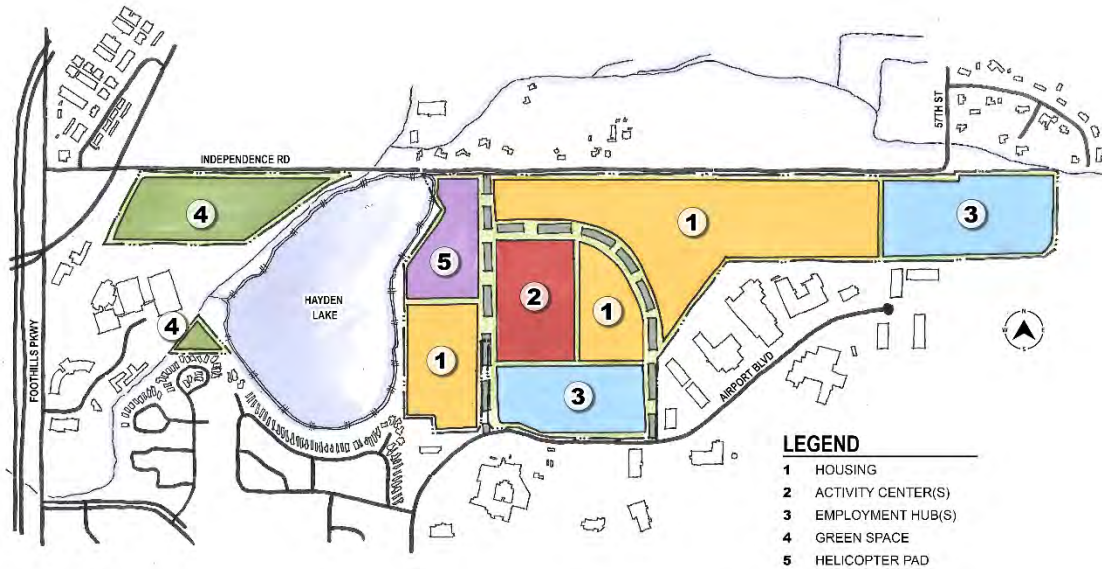 57TH ST
INDEPENDENCE RD
4
1
3
5
HAYDEN
LAKE
2
1
4
FOOTHILLS PKWY
N
W
E
S
1
3
AIRPORT BLVD
LEGEND
1 HOUSING
2 ACTIVITY CENTER(S)
3 EMPLOYMENT HUB(S)
4 GREEN SPACE
5 HELICOPTER PAD